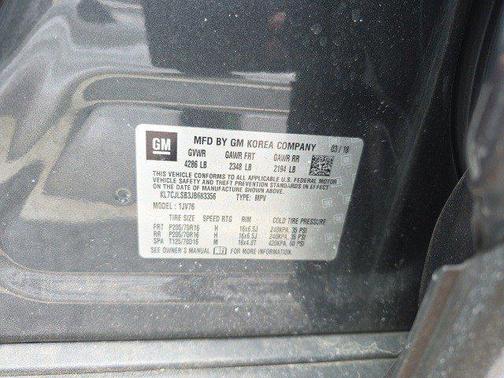 GM
MFD BY GM KOREA COMPANY 03/18
GVWR GAWR FRT GAWR RR
4286 LB 2348 LB 2194 LB
THIS VEHICLE CONFORMS TO ALL APPLICABLE U.S. FEDERAL MOTOR
VEHICLE SAFETY AND THEFT PREVENTION STANDARDS IN EFFECT
ON THE DATE OF MANUFACTURE SHOWN ABOVE.
KL7CJLSB3JB663356 TYPE: MPV
MODEL : 1JV76
TIRE SIZE SPEED RTG RIM COLD TIRE PRESSURE
FRT P205/70R16 H 16x6.5J 240KPA, 35 PSI
RR P205/70R16 H 16x6.5J 240KPA, 35 PSI
SPA T125/70D16 M 16x4.0T 420KPA, 60 PSI
SEE OWNER'S MANUAL FOR MORE INFORMATION.